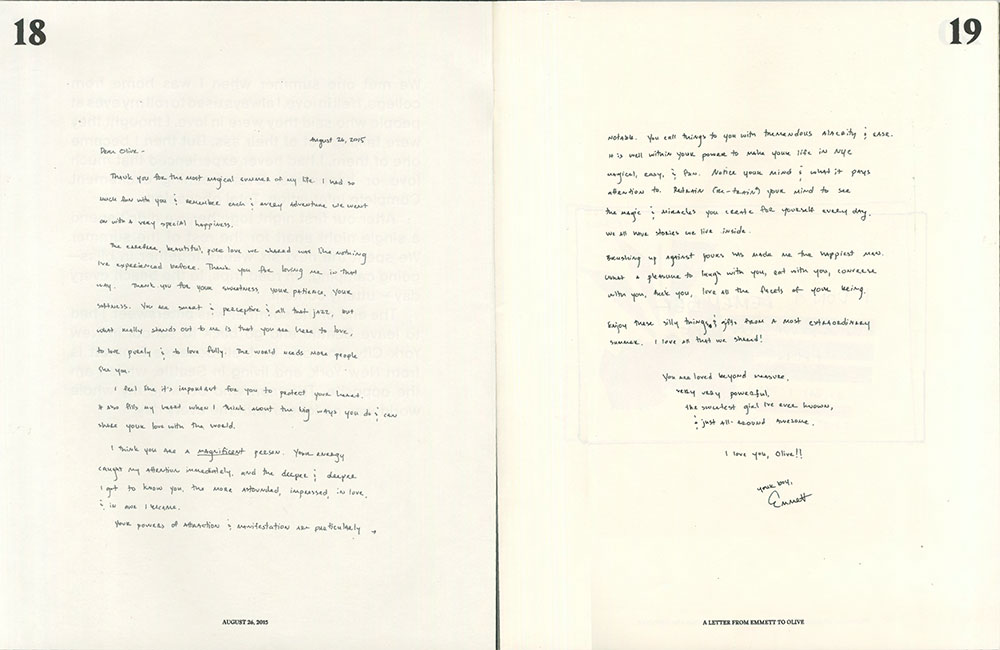 18
August 26, 2015
Dear Olive -
Thank you for the most magical summer of my life. I had so
much fun with you & remember each & every adventure we went
on with a very special happiness.
The carefree, beautiful, pure love we shared was like nothing
I've experienced before. Thank you for loving me in that
way. Thank you for your sweetness, your patience, your
softness. You are smart & perceptive & all that jazz, but
what really stands out to me is that you are here to love,
to love purely & to love fully. The world needs more people
like you.
I feel like it's important for you to protect your heart.
It also fills my heart when I think about the big ways you do & can
share your love with the world.
I think you are a magnificent person. Your energy
caught my attention immediately, and the deeper & deeper
I got to know you, the more astounded, impressed, in love,
& in awe I became.
Your powers of attraction & manifestation are particularly →
AUGUST 26, 2015
19
notable. You call things to you with tremendous alacrity & ease.
It is well within your power to make your life in NYC
magical, easy, & fun. Notice your mind & what it pays
attention to. Retrain (re-train?) your mind to see
the magic & miracles you create for yourself every day.
We all have stories we live inside.
Brushing up against yours has made me the happiest man.
What a pleasure to laugh with you, eat with you, converse
with you, fuck you, love all the facets of your being.
Enjoy these silly things & gifts from a most extraordinary
summer. I love all that we shared!
You are loved beyond measure,
very very powerful,
the sweetest girl I've ever known,
& just all-around awesome.
I love you, Olive!!
your boy,
Emmett
A LETTER FROM EMMETT TO OLIVE